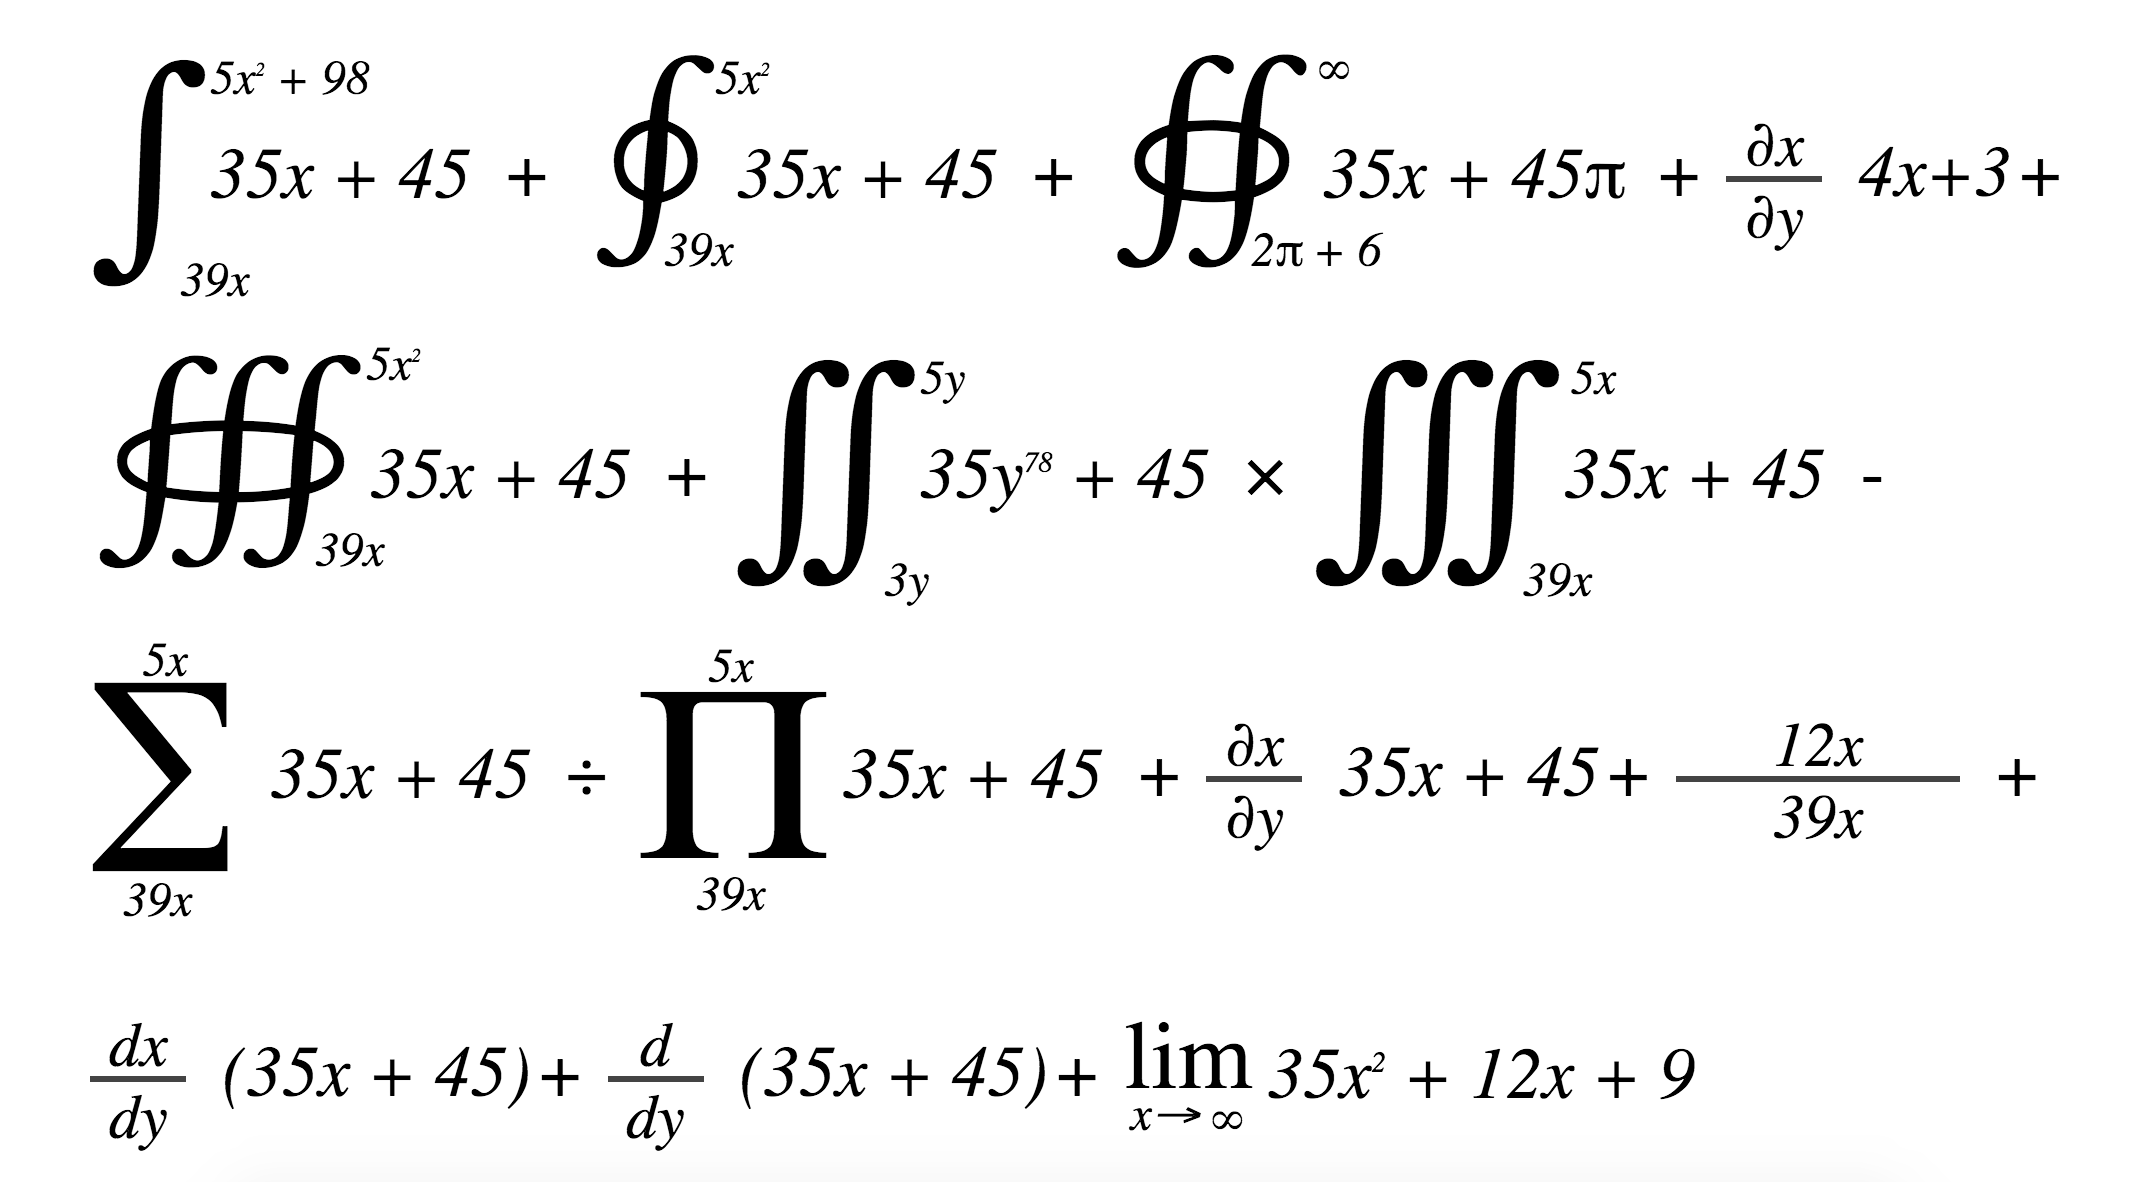 ∫_{39x}^{5x² + 98} 35x + 45 + ∮_{39x}^{5x²} 35x + 45 + ∯_{2π + 6}^{∞} 35x + 45π + ∂x/∂y 4x+3+
∰_{39x}^{5x²} 35x + 45 + ∬_{3y}^{5y} 35y⁷⁸ + 45 × ∭_{39x}^{5x} 35x + 45 -
∑_{39x}^{5x} 35x + 45 ÷ ∏_{39x}^{5x} 35x + 45 + ∂x/∂y 35x + 45+ 12x/39x +
dx/dy (35x + 45)+ d/dy (35x + 45)+ lim_{x→∞} 35x² + 12x + 9